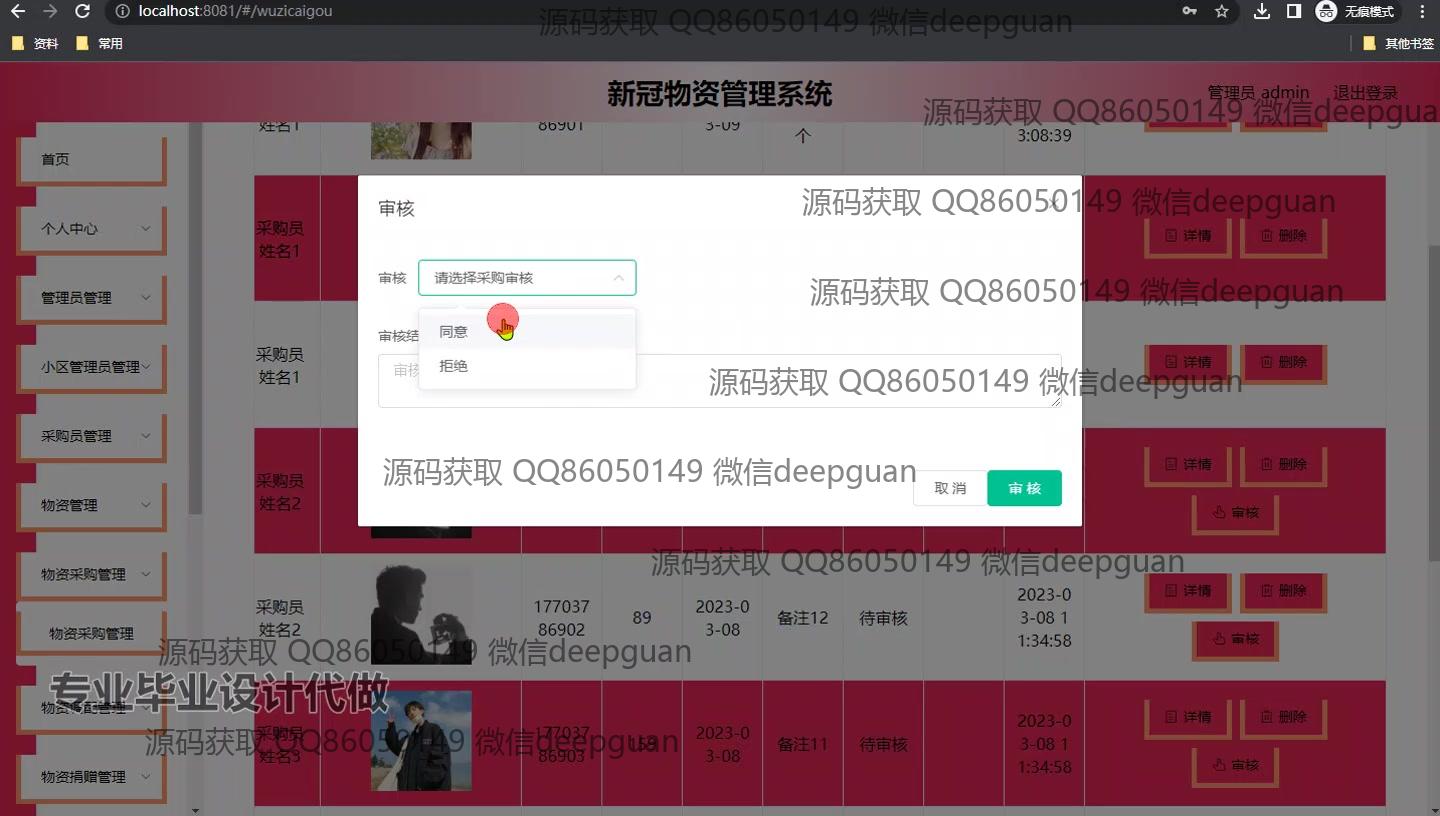 localhost:8081/#/wuzicaigou
无痕模式
资料
常用
其他书签
源码获取 QQ86050149 微信deepguan
新冠物资管理系统
管理员 admin
退出登录
源码获取 QQ86050149 微信deepgua
首页
个人中心
管理员管理
小区管理员管理
采购员管理
物资管理
物资采购管理
物资采购管理
物资捐赠管理
姓名1
86901
3-09
个
3:08:39
采购员
姓名1
详情
删除
采购员
姓名1
详情
删除
采购员
姓名2
详情
删除
审核
采购员
姓名2
177037
86902
89
2023-0
3-08
备注12
待审核
2023-0
3-08 1
1:34:58
详情
删除
审核
采购员
姓名3
177037
86903
2023-0
3-08
备注11
待审核
2023-0
3-08 1
1:34:58
详情
删除
审核
审核
审核
请选择采购审核
同意
拒绝
审核结
审核
取 消
审 核
源码获取 QQ86050149 微信deepguan
源码获取 QQ86050149 微信deepguan
源码获取 QQ86050149 微信deepguan
源码获取 QQ86050149 微信deepguan
源码获取 QQ86050149 微信deepguan
源码获取 QQ86050149 微信deepguan
专业毕业设计代做
源码获取 QQ86050149 微信deepguan